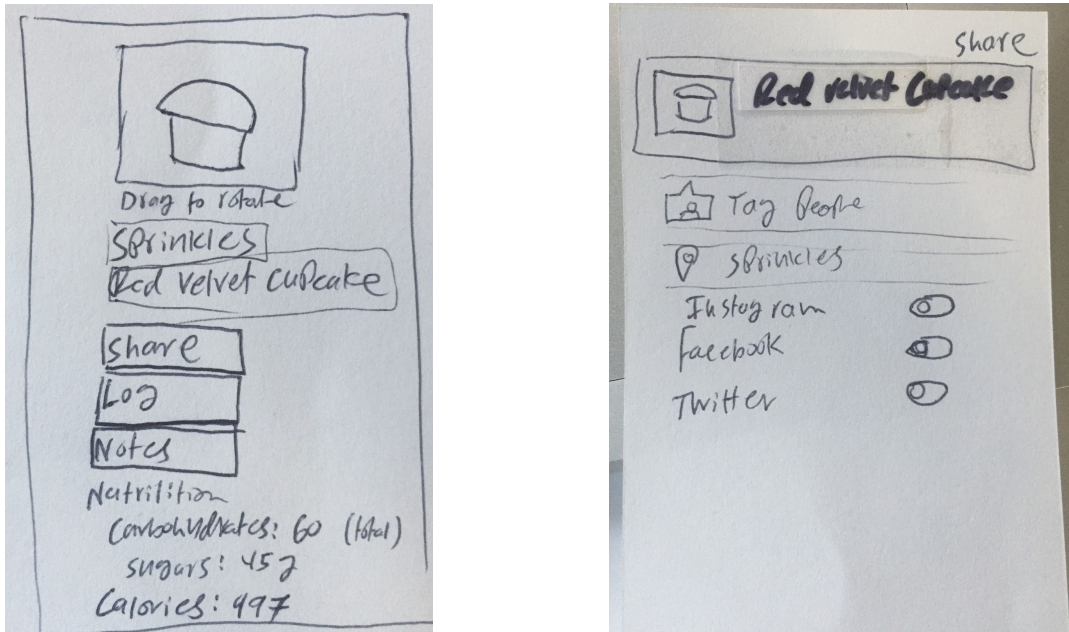 Drag to rotate
Sprinkles
Red velvet cupcake
Share
Log
Notes
Nutrilition
Carbohydrates: 60 (total)
sugars: 45g
Calories: 497
Share
Red velvet Cupcake
Tag People
Sprinkles
Instagram
Facebook
Twitter